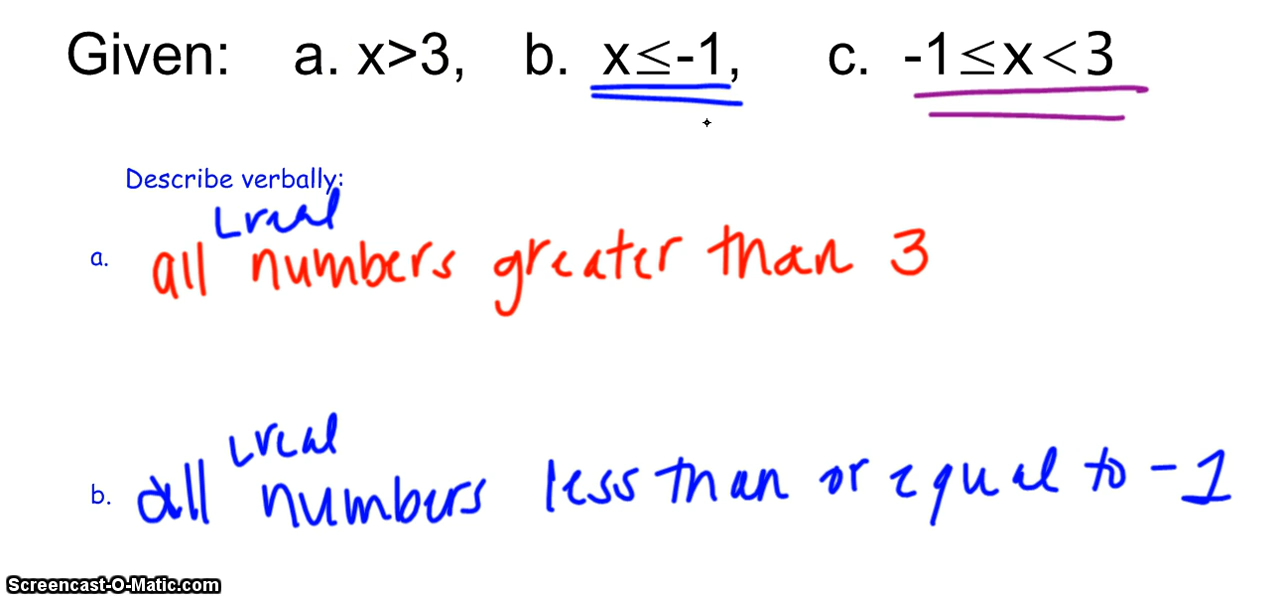 Given: a. x>3, b. x≤-1, c. -1≤x<3
Describe verbally:
real
a. all numbers greater than 3
real
b. all numbers less than or equal to -1
Screencast-O-Matic.com